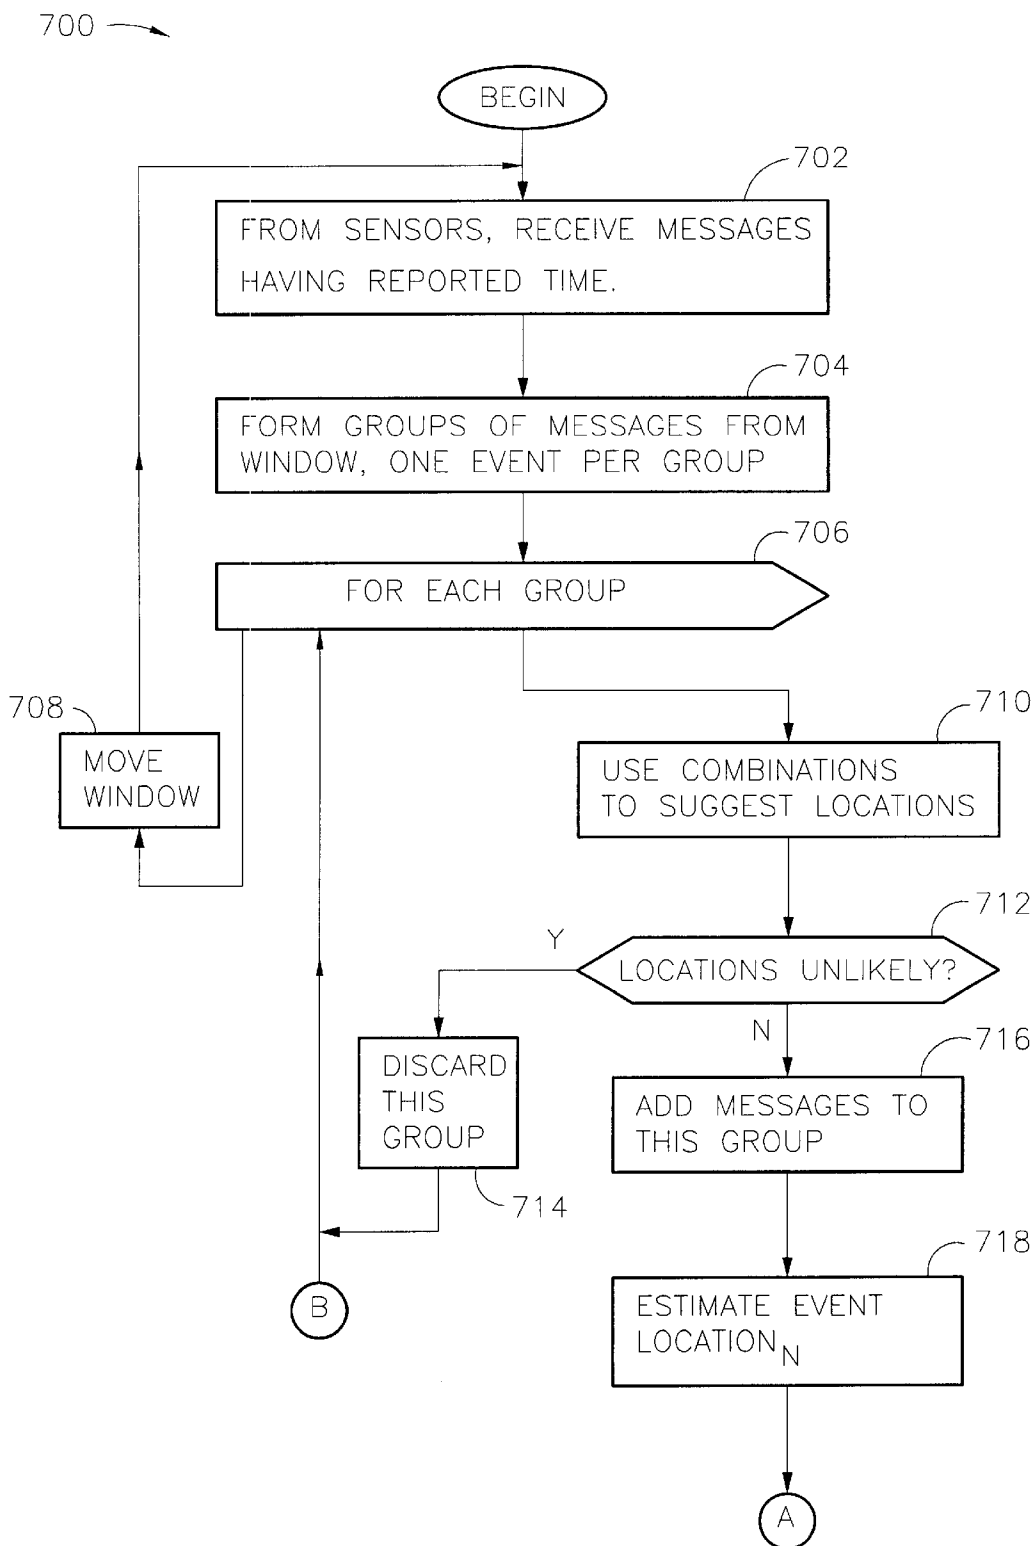 700
BEGIN
702
FROM SENSORS, RECEIVE MESSAGES
HAVING REPORTED TIME.
704
FORM GROUPS OF MESSAGES FROM
WINDOW, ONE EVENT PER GROUP
706
FOR EACH GROUP
708
MOVE
WINDOW
710
USE COMBINATIONS
TO SUGGEST LOCATIONS
712
Y
LOCATIONS UNLIKELY?
N
714
DISCARD
THIS
GROUP
716
ADD MESSAGES TO
THIS GROUP
718
B
ESTIMATE EVENT
LOCATION N
A